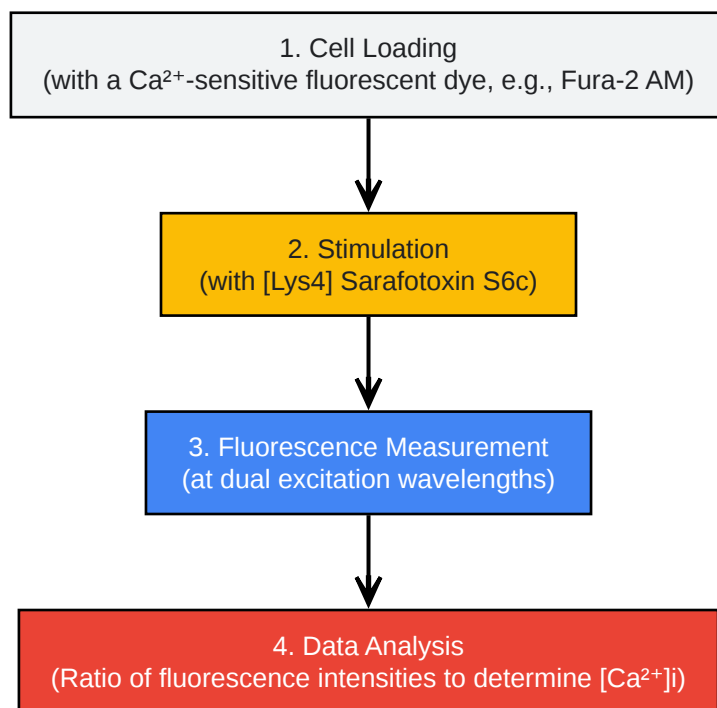 1. Cell Loading
(with a Ca²⁺-sensitive fluorescent dye, e.g., Fura-2 AM)
2. Stimulation
(with [Lys4] Sarafotoxin S6c)
3. Fluorescence Measurement
(at dual excitation wavelengths)
4. Data Analysis
(Ratio of fluorescence intensities to determine [Ca²⁺]i)